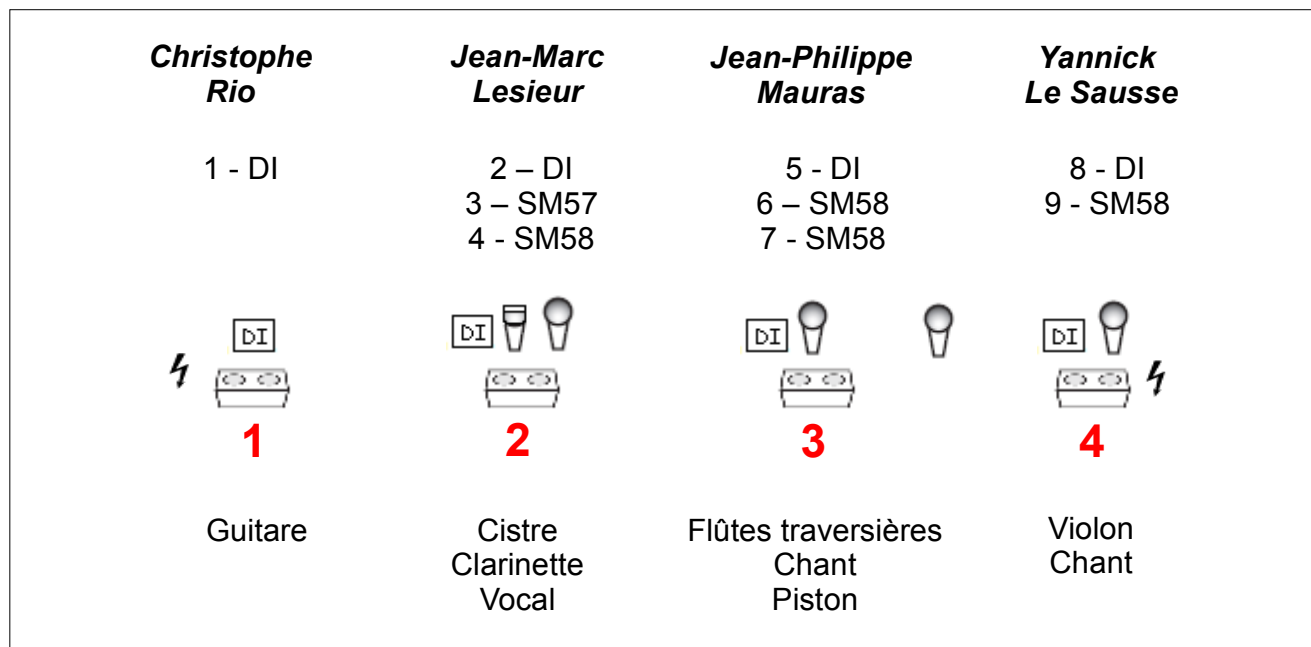 Christophe
Rio
Jean-Marc
Lesieur
Jean-Philippe
Mauras
Yannick
Le Sausse
1 - DI
2 – DI
3 – SM57
4 - SM58
5 - DI
6 – SM58
7 - SM58
8 - DI
9 - SM58
DI
DI
DI
DI
1
2
3
4
Guitare
Cistre
Clarinette
Vocal
Flûtes traversières
Chant
Piston
Violon
Chant